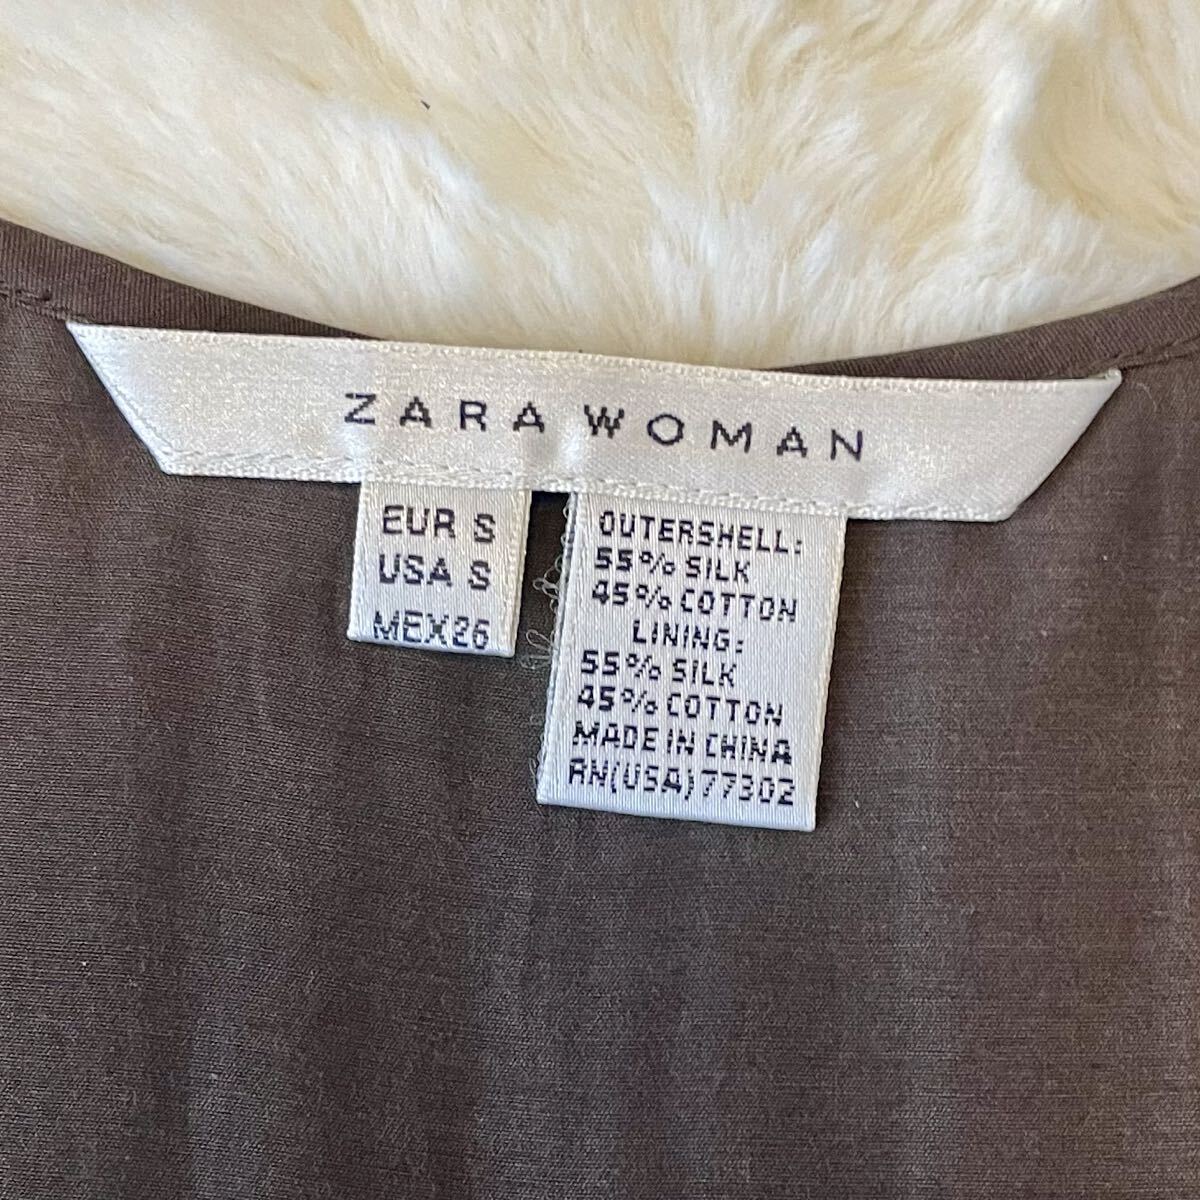 ZARA WOMAN
EUR S
USA S
MEX26
OUTERSHELL:
55% SILK
45% COTTON
LINING:
55% SILK
45% COTTON
MADE IN CHINA
RN(USA)77302